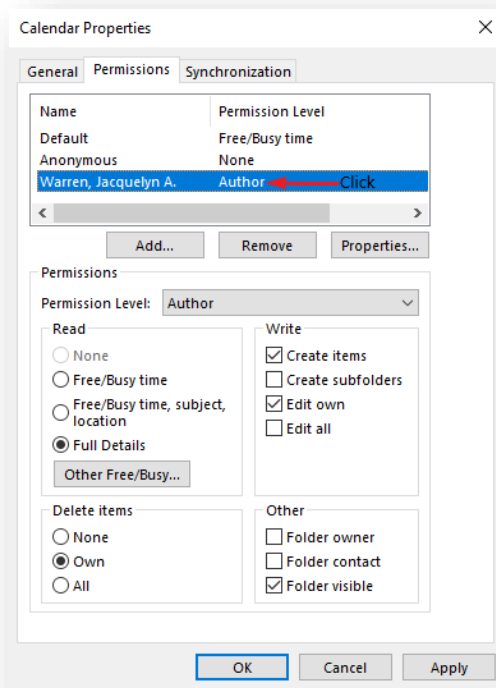 Calendar Properties
General Permissions Synchronization
Name Permission Level
Default Free/Busy time
Anonymous None
Warren, Jacquelyn A. Author Click
Add... Remove Properties...
Permissions
Permission Level: Author
Read Write
None Create items
Free/Busy time Create subfolders
Free/Busy time, subject, Edit own
location Edit all
Full Details
Other Free/Busy...
Delete items Other
None Folder owner
Own Folder contact
All Folder visible
OK Cancel Apply